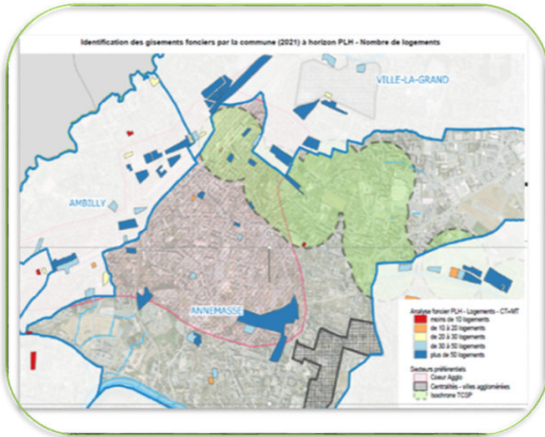 Identification des gisements fonciers par la commune (2021) à horizon PLH - Nombre de logements
VILLE-LA-GRAND
AMBILLY
ANNEMASSE
Analyse foncier PLH - Logements - CT+MT
moins de 10 logements
de 10 à 20 logements
de 20 à 30 logements
de 30 à 50 logements
plus de 50 logements
Secteurs préférentiels
Coeur Agglo
Centralités - villes agglomérées
Isochrone TCSP